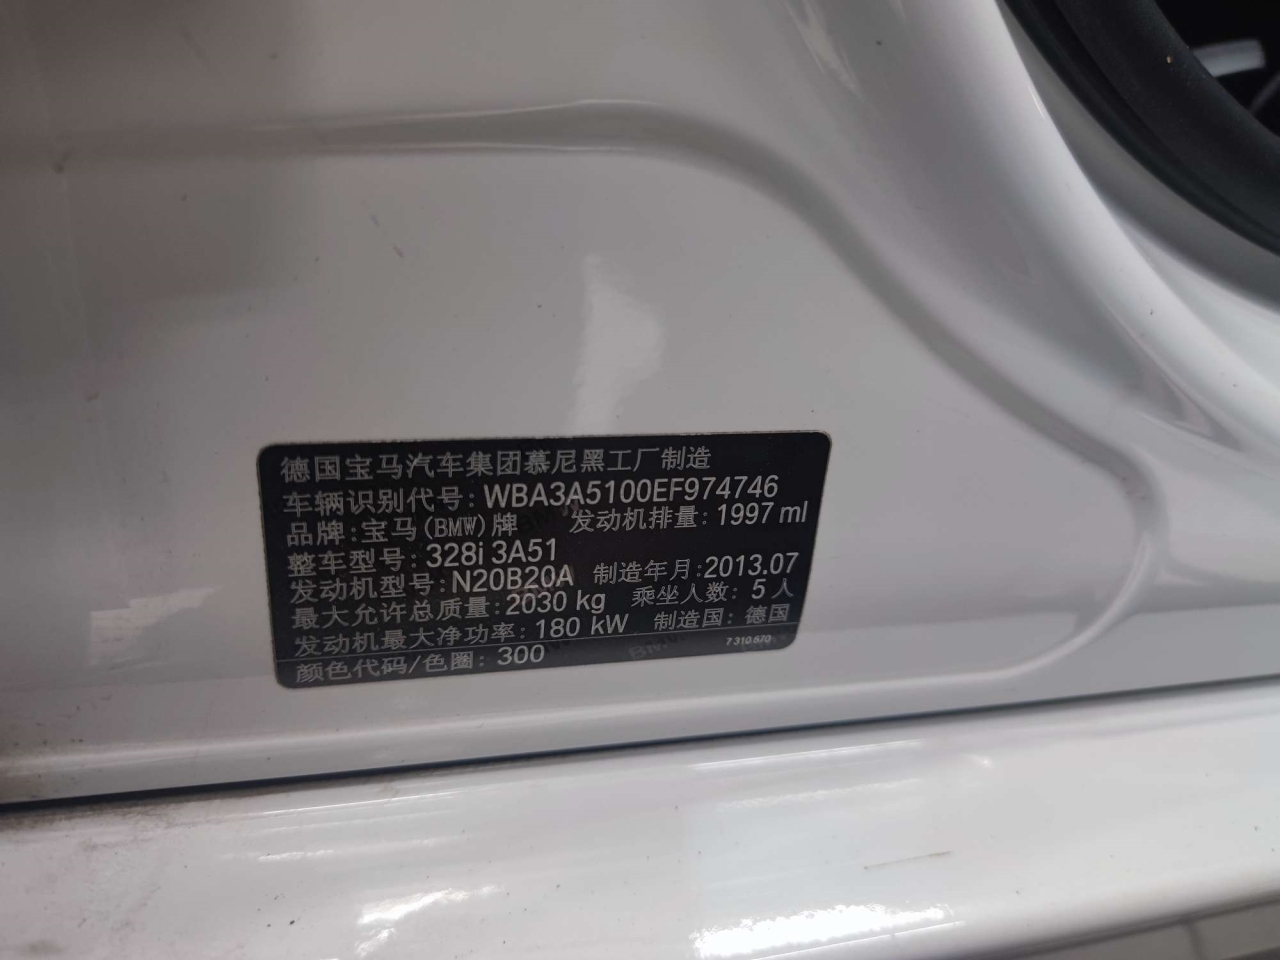 德国宝马汽车集团慕尼黑工厂制造
车辆识别代号: WBA3A5100EF974746
品牌: 宝马(BMW)牌 发动机排量: 1997 ml
整车型号: 328i 3A51
发动机型号: N20B20A 制造年月: 2013.07
最大允许总质量: 2030 kg 乘坐人数: 5 人
发动机最大净功率: 180 kW 制造国: 德国
颜色代码/色圈: 300 7 310 670